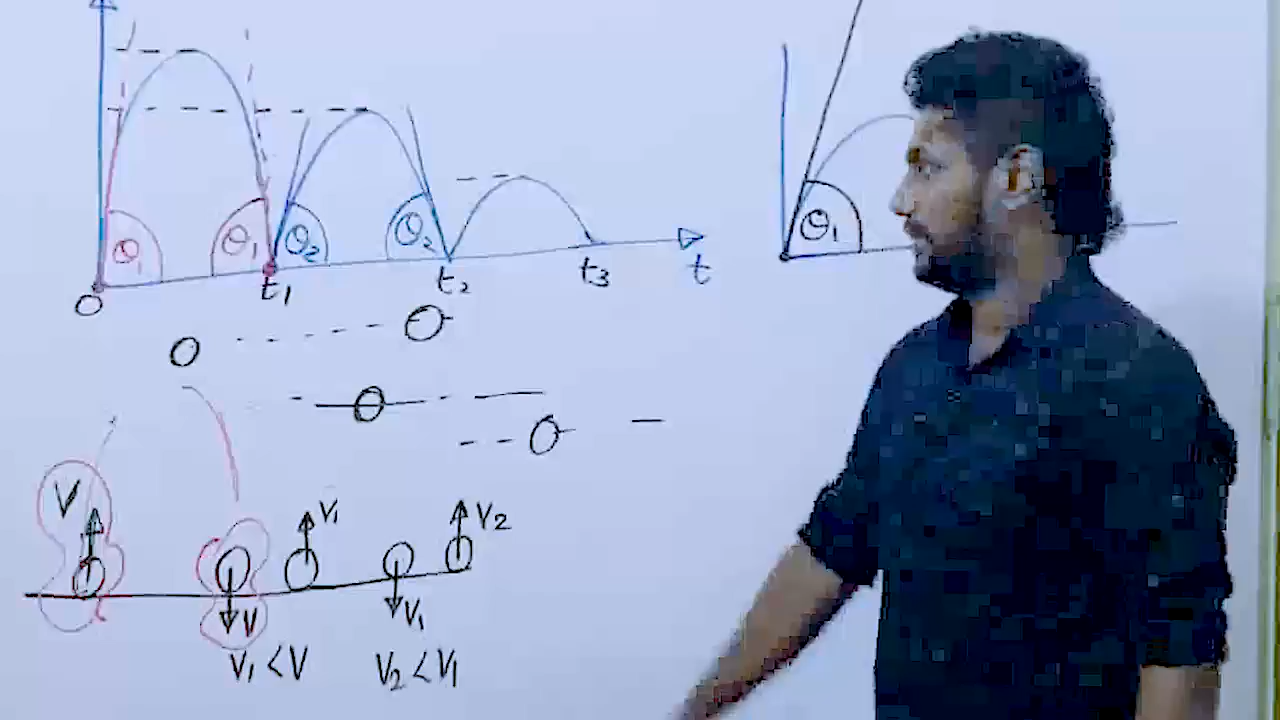 θ₁ θ₁ θ₂ θ₂
O t₁ t₂ t₃ t
θ₁
V V₁ V₂
V V₁
V₁ < V V₂ < V₁